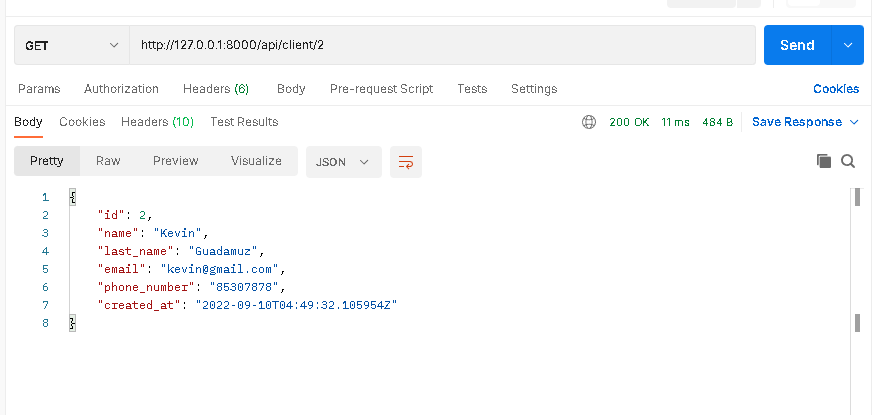 GET http://127.0.0.1:8000/api/client/2 Send
Params Authorization Headers (6) Body Pre-request Script Tests Settings Cookies
Body Cookies Headers (10) Test Results 200 OK 11 ms 484 B Save Response
Pretty Raw Preview Visualize JSON
1 {
2 "id": 2,
3 "name": "Kevin",
4 "last_name": "Guadamuz",
5 "email": "kevin@gmail.com",
6 "phone_number": "85307878",
7 "created_at": "2022-09-10T04:49:32.105954Z"
8 }